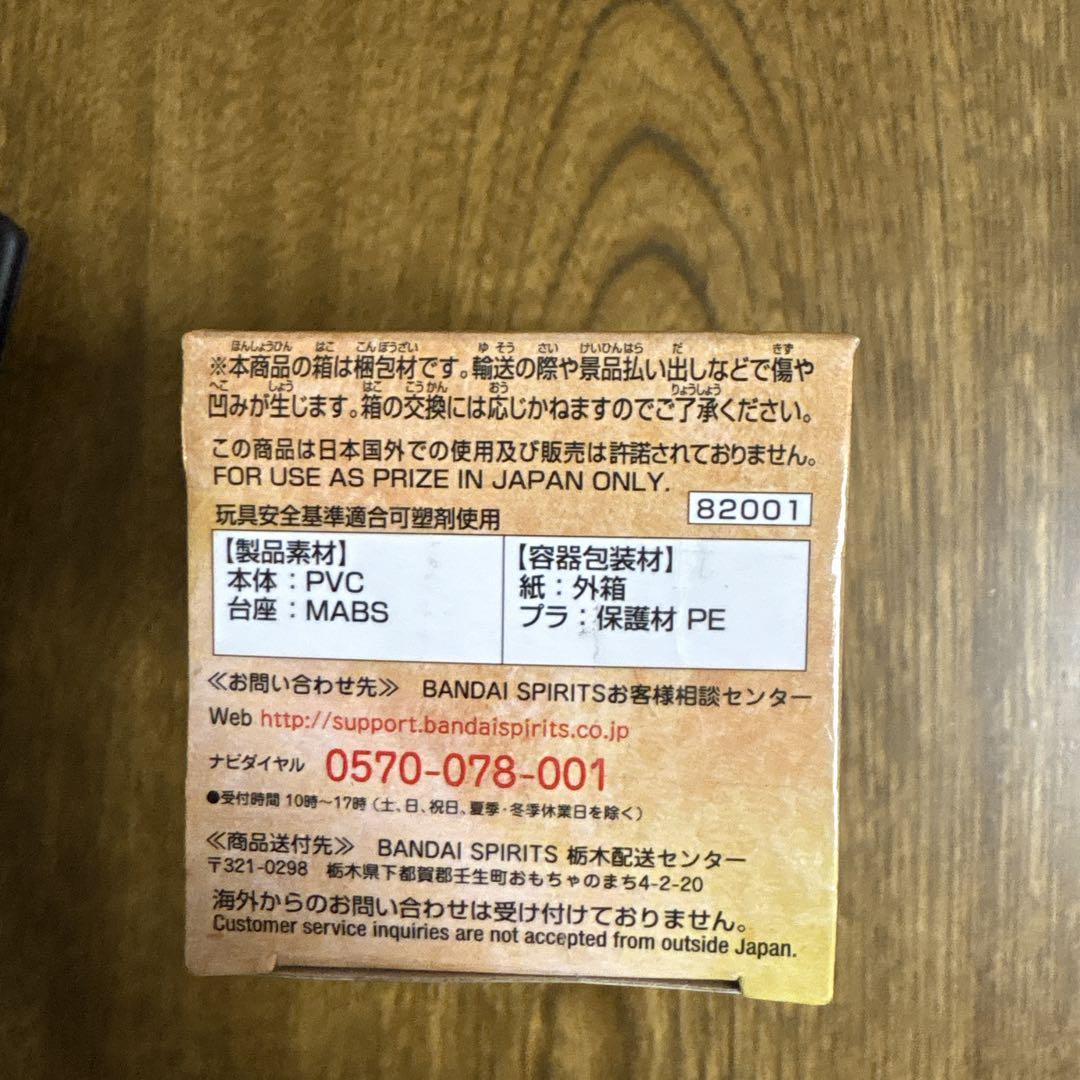 ※本商品の箱は梱包材です。輸送の際や景品払い出しなどで傷や
凹みが生じます。箱の交換には応じかねますのでご了承ください。
この商品は日本国外での使用及び販売は許諾されておりません。
FOR USE AS PRIZE IN JAPAN ONLY.
82001
玩具安全基準適合可塑剤使用
【製品素材】
本体：PVC
台座：MABS
【容器包装材】
紙：外箱
プラ：保護材 PE
≪お問い合わせ先≫ BANDAI SPIRITSお客様相談センター
Web http://support.bandaispirits.co.jp
ナビダイヤル 0570-078-001
●受付時間 10時～17時（土、日、祝日、夏季・冬季休業日を除く）
≪商品送付先≫ BANDAI SPIRITS 栃木配送センター
〒321-0298 栃木県下都賀郡壬生町おもちゃのまち4-2-20
海外からのお問い合わせは受け付けておりません。
Customer service inquiries are not accepted from outside Japan.